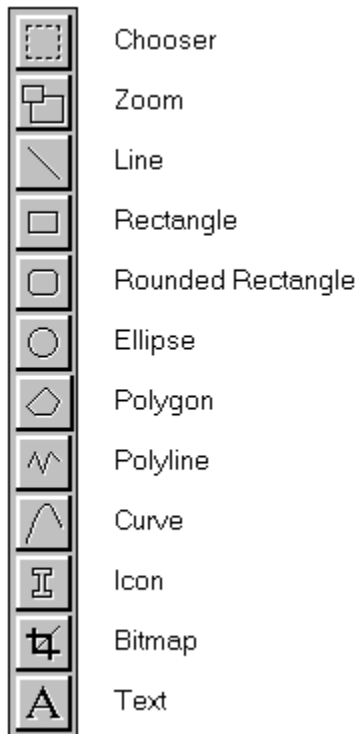 Chooser
Zoom
Line
Rectangle
Rounded Rectangle
Ellipse
Polygon
Polyline
Curve
Icon
Bitmap
A Text